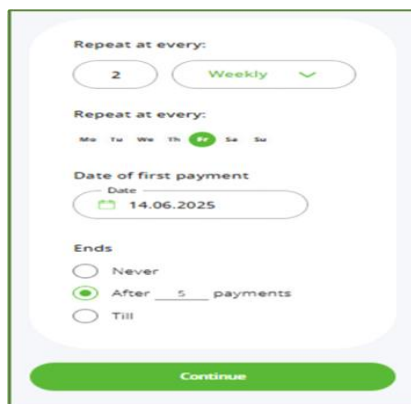 Repeat at every:
2 Weekly
Repeat at every:
Mo Tu We Th Fr Sa Su
Date of first payment
Date
14.06.2025
Ends
Never
After 5 payments
Till
Continue